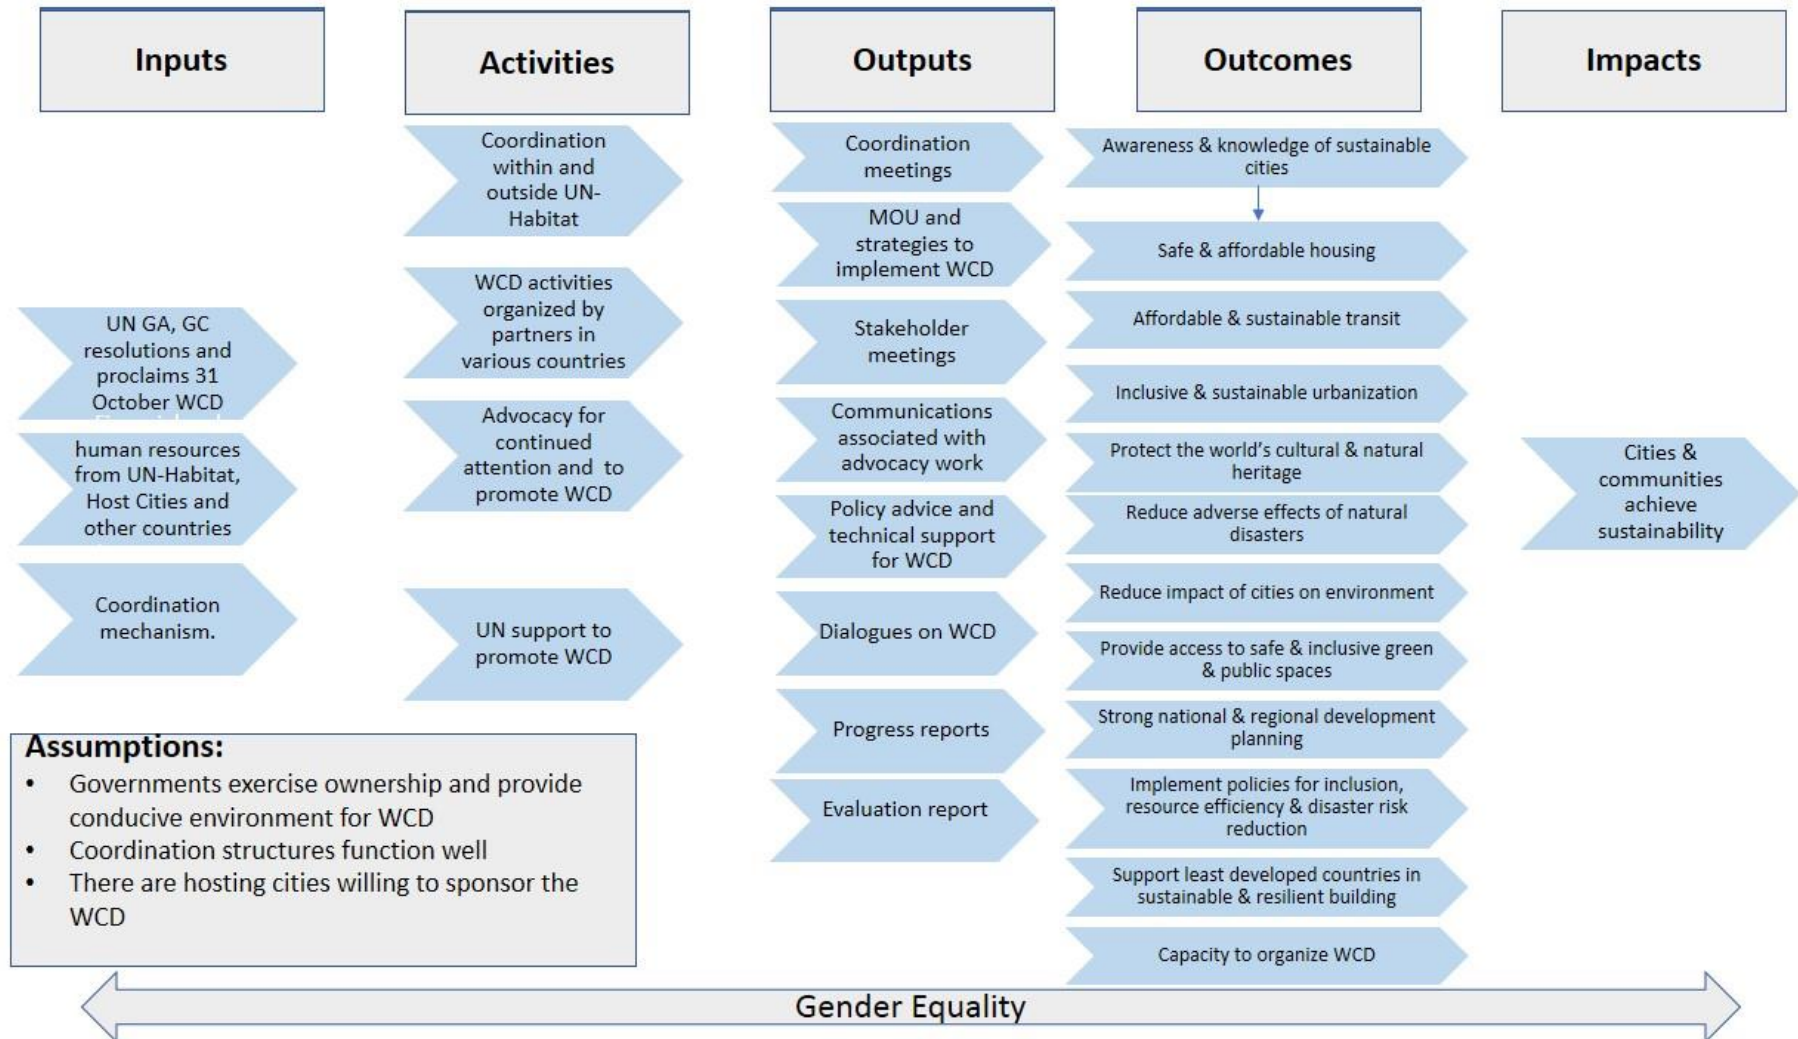 Inputs
Activities
Outputs
Outcomes
Impacts
UN GA, GC
resolutions and
proclaims 31
October WCD
human resources
from UN-Habitat,
Host Cities and
other countries
Coordination
mechanism.
Coordination
within and
outside UN-
Habitat
WCD activities
organized by
partners in
various countries
Advocacy for
continued
attention and to
promote WCD
UN support to
promote WCD
Coordination
meetings
MOU and
strategies to
implement WCD
Stakeholder
meetings
Communications
associated with
advocacy work
Policy advice and
technical support
for WCD
Dialogues on WCD
Progress reports
Evaluation report
Awareness & knowledge of sustainable
cities
Safe & affordable housing
Affordable & sustainable transit
Inclusive & sustainable urbanization
Protect the world's cultural & natural
heritage
Reduce adverse effects of natural
disasters
Reduce impact of cities on environment
Provide access to safe & inclusive green
& public spaces
Strong national & regional development
planning
Implement policies for inclusion,
resource efficiency & disaster risk
reduction
Support least developed countries in
sustainable & resilient building
Capacity to organize WCD
Cities &
communities
achieve
sustainability
Assumptions:
• Governments exercise ownership and provide
conducive environment for WCD
• Coordination structures function well
• There are hosting cities willing to sponsor the
WCD
Gender Equality